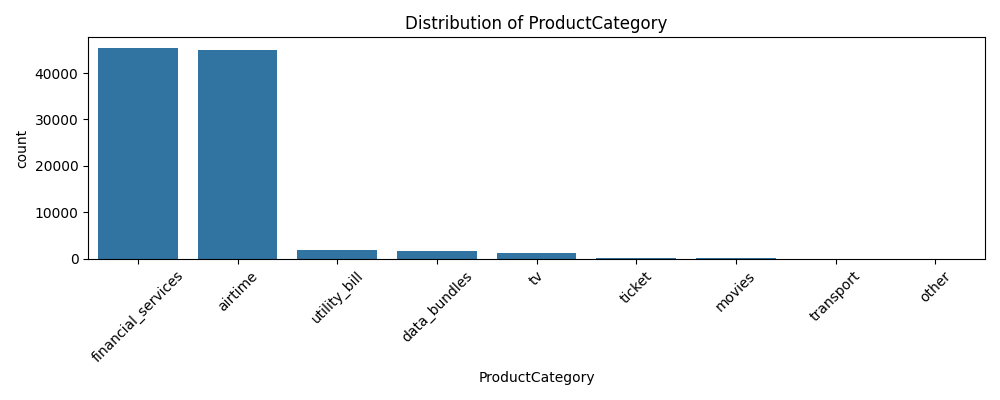 Distribution of ProductCategory
count
40000
30000
20000
10000
0
financial_services
airtime
utility_bill
data_bundles
tv
ticket
movies
transport
other
ProductCategory